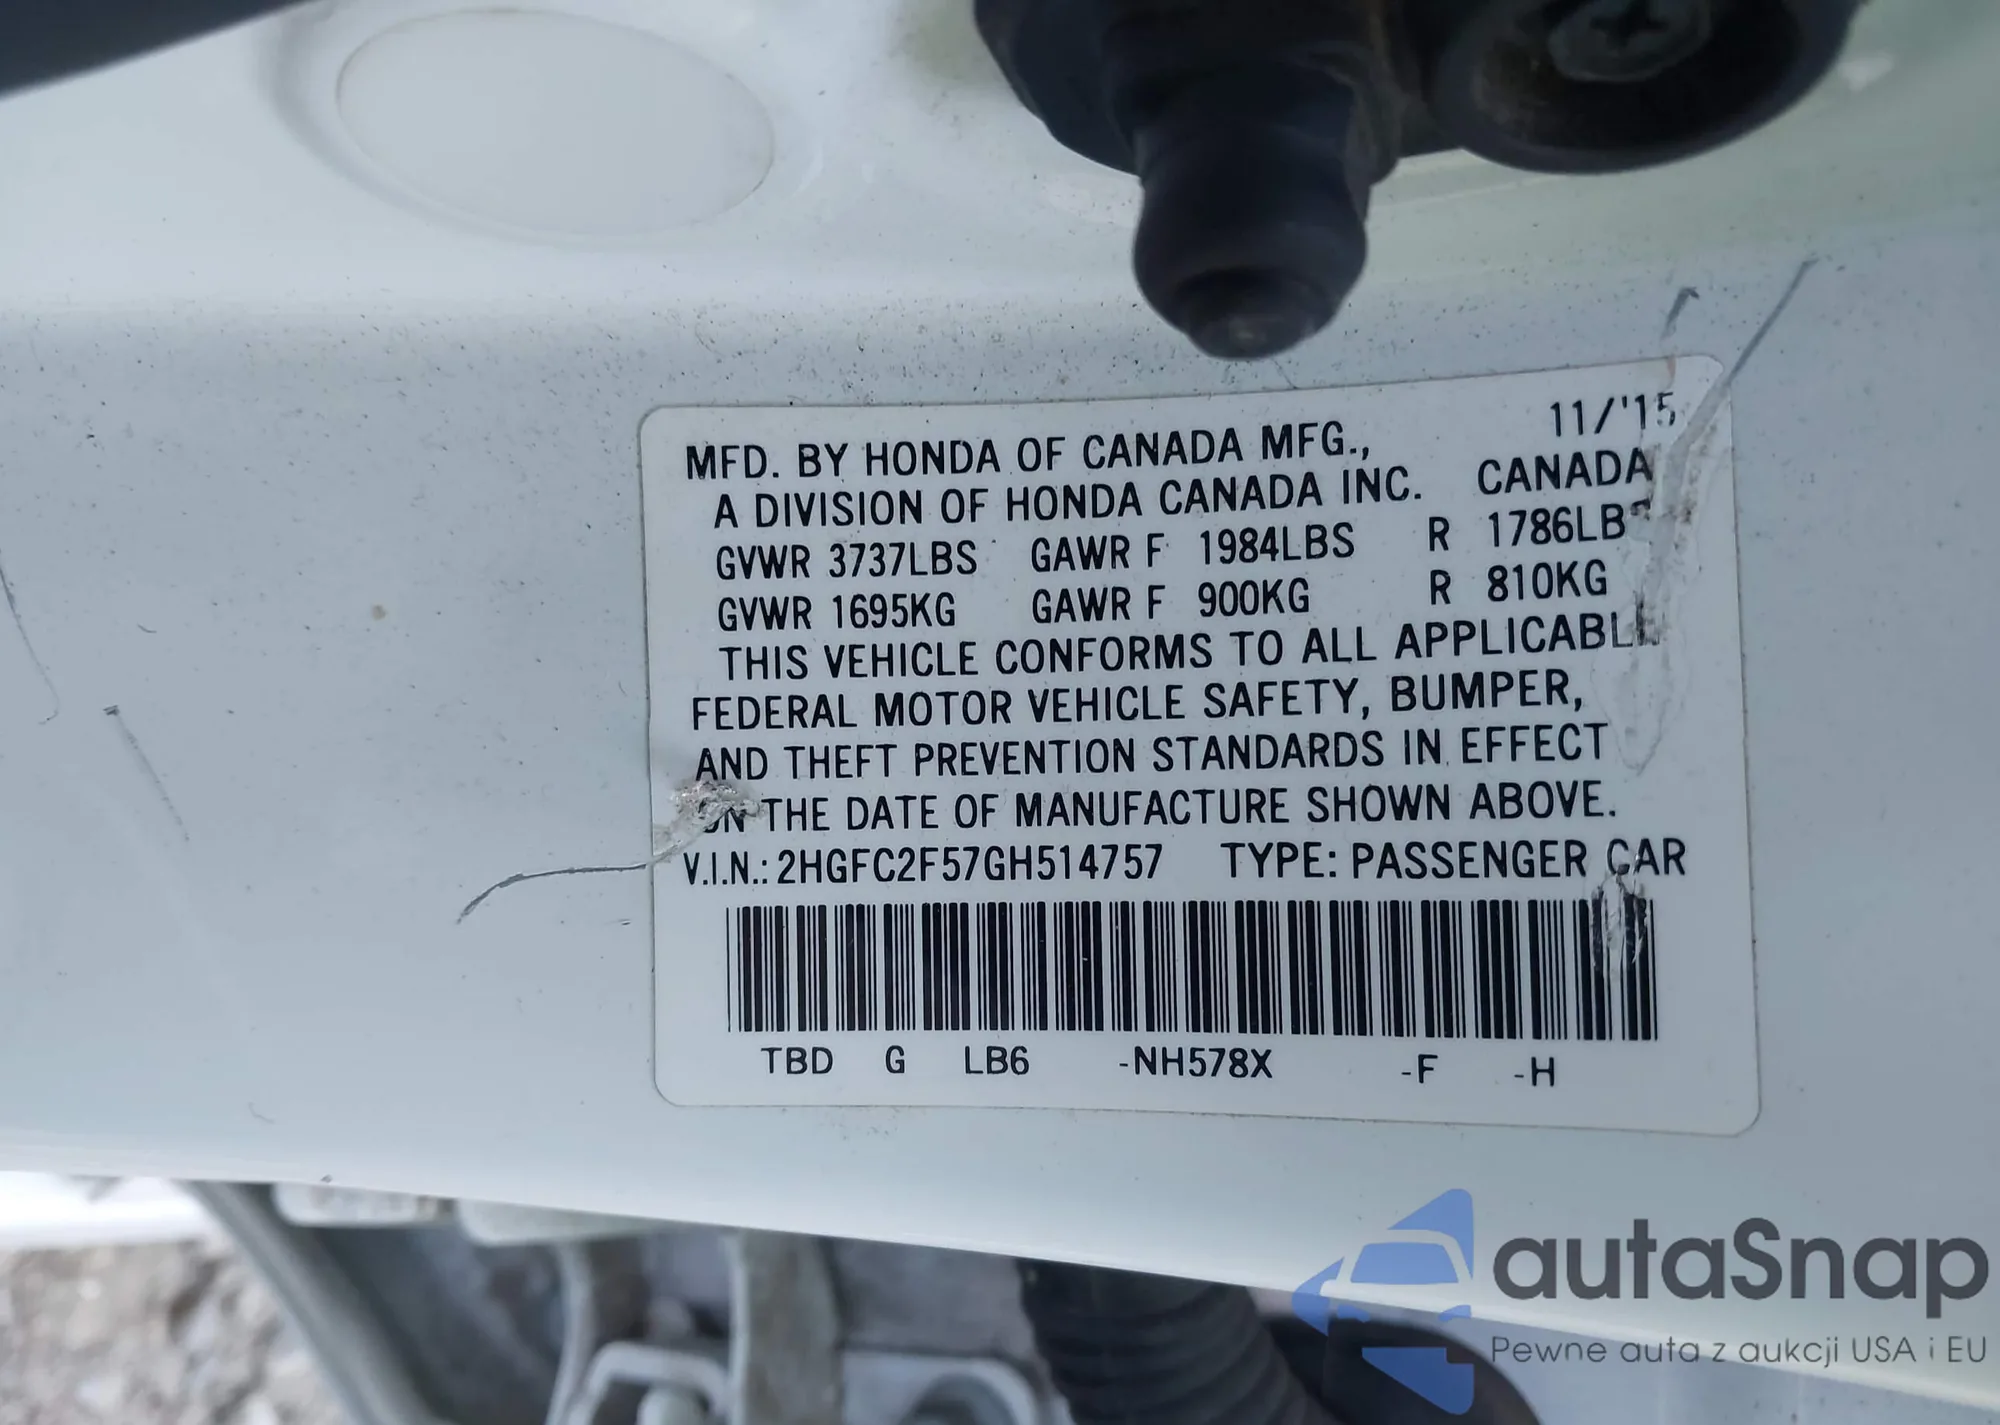 11/'15
MFD. BY HONDA OF CANADA MFG.,
A DIVISION OF HONDA CANADA INC. CANADA
GVWR 3737LBS GAWR F 1984LBS R 1786LBS
GVWR 1695KG GAWR F 900KG R 810KG
THIS VEHICLE CONFORMS TO ALL APPLICABLE
FEDERAL MOTOR VEHICLE SAFETY, BUMPER,
AND THEFT PREVENTION STANDARDS IN EFFECT
ON THE DATE OF MANUFACTURE SHOWN ABOVE.
V.I.N.: 2HGFC2F57GH514757 TYPE: PASSENGER CAR
TBD G LB6 -NH578X -F -H
autaSnap
Pewne auta z aukcji USA i EU